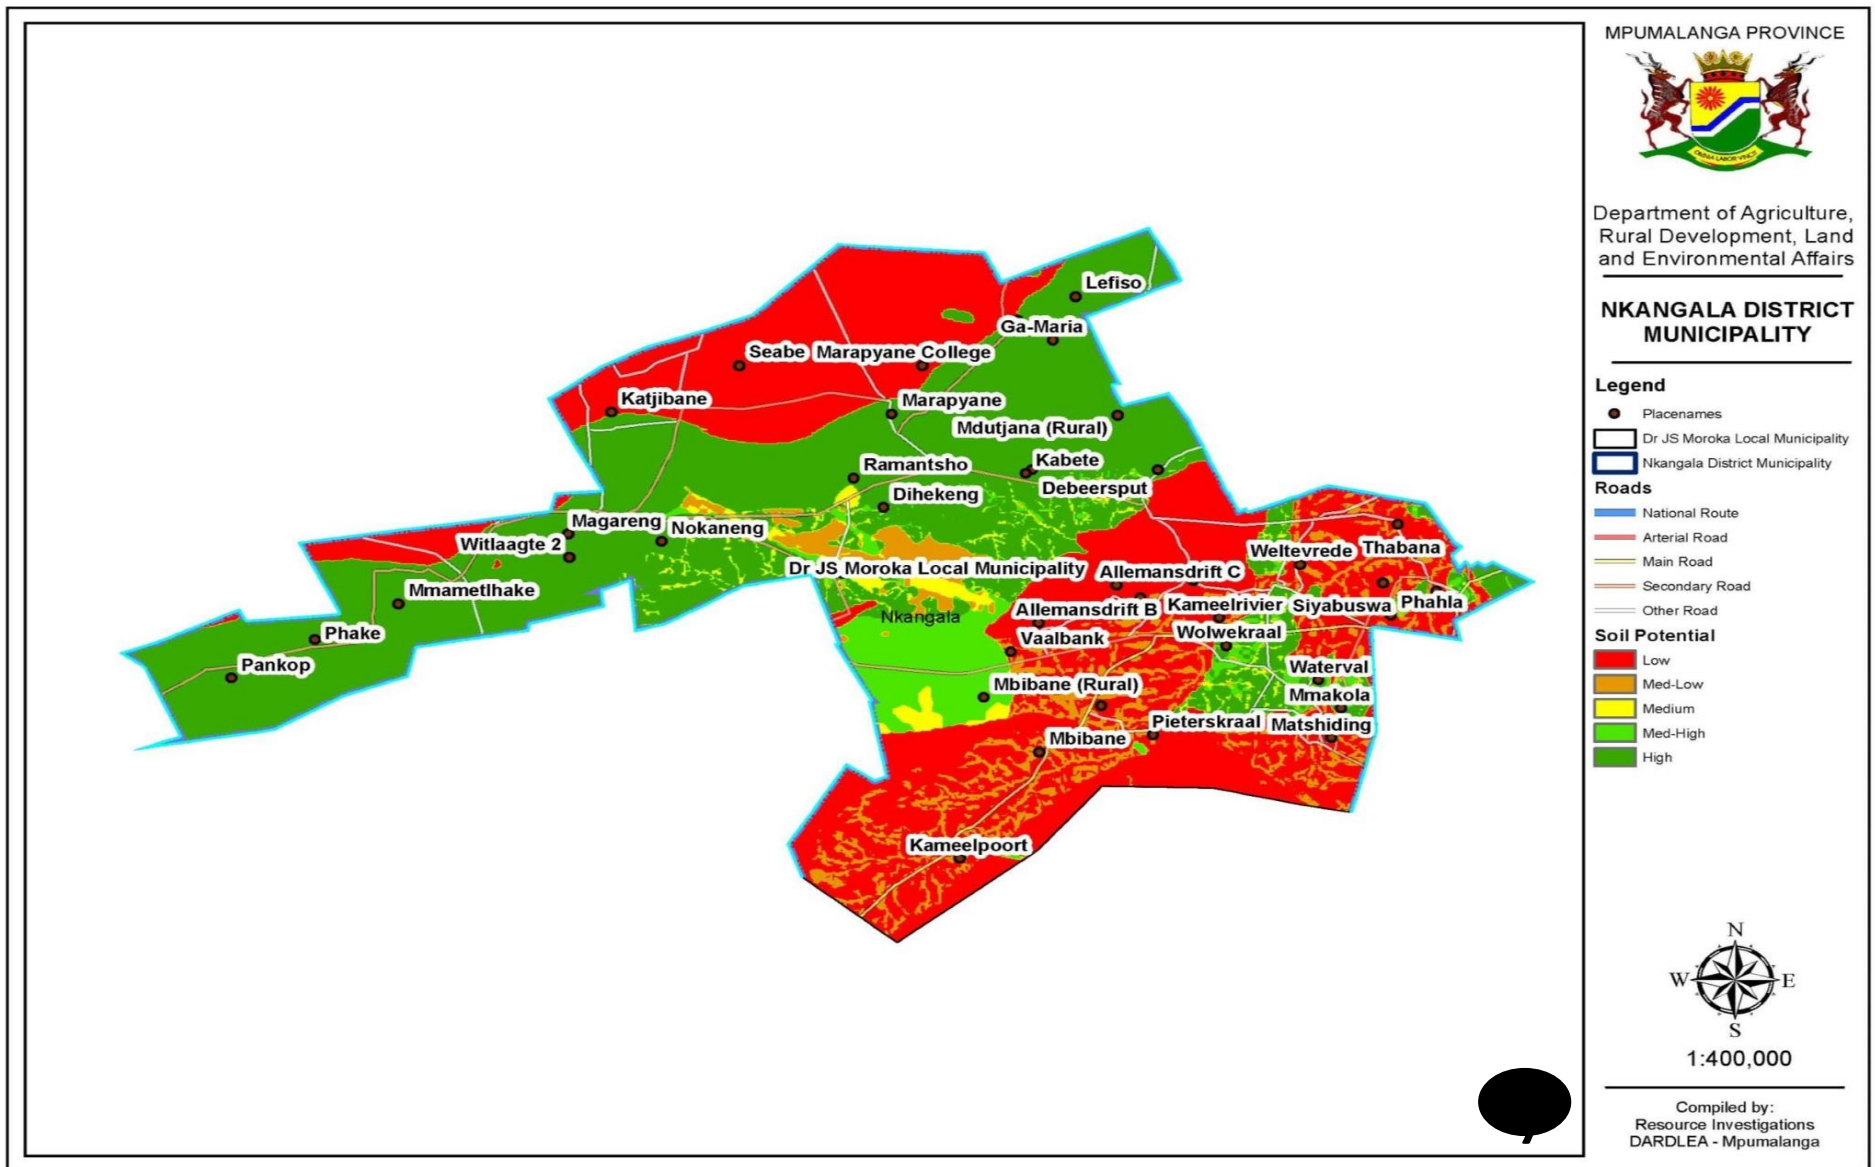 MPUMALANGA PROVINCE
OMNIA LABOR VINCIT
Department of Agriculture,
Rural Development, Land
and Environmental Affairs
NKANGALA DISTRICT
MUNICIPALITY
Legend
Placenames
Dr JS Moroka Local Municipality
Nkangala District Municipality
Roads
National Route
Arterial Road
Main Road
Secondary Road
Other Road
Soil Potential
Low
Med-Low
Medium
Med-High
High
N
W E
S
1:400,000
Compiled by:
Resource Investigations
DARDLEA - Mpumalanga
Lefiso
Ga-Maria
Seabe Marapyane College
Katjibane
Marapyane
Mdutjana (Rural)
Ramantsho
Kabete
Dihekeng
Debeersput
Magareng
Nokaneng
Witlaagte 2
Weltevrede
Thabana
Dr JS Moroka Local Municipality
Allemansdrift C
Mmametlhake
Allemansdrift B
Kameelrivier
Siyabuswa
Phahla
Nkangala
Phake
Vaalbank
Wolwekraal
Pankop
Waterval
Mbibane (Rural)
Mmakola
Pieterskraal
Matshiding
Mbibane
Kameelpoort